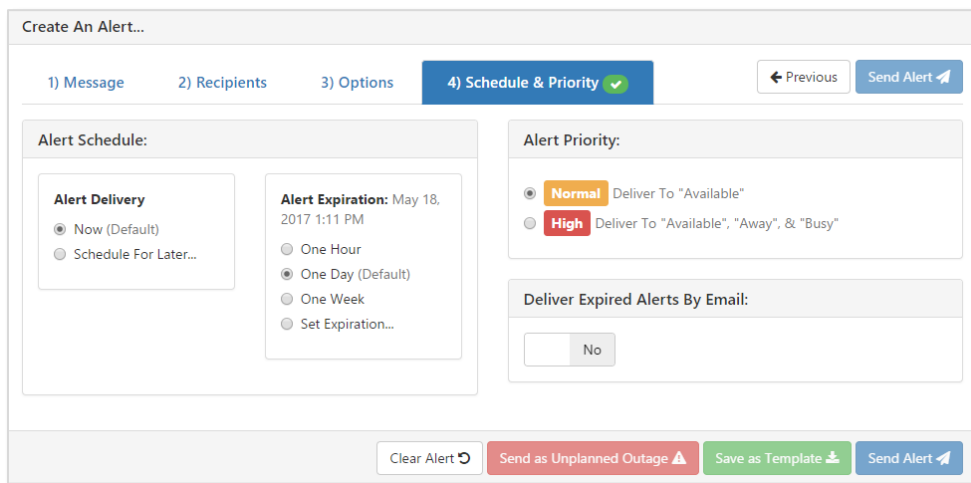 Create An Alert...
1) Message
2) Recipients
3) Options
4) Schedule & Priority
Previous
Send Alert
Alert Schedule:
Alert Delivery
Now (Default)
Schedule For Later...
Alert Expiration: May 18,
2017 1:11 PM
One Hour
One Day (Default)
One Week
Set Expiration...
Alert Priority:
Normal Deliver To "Available"
High Deliver To "Available", "Away", & "Busy"
Deliver Expired Alerts By Email:
No
Clear Alert
Send as Unplanned Outage
Save as Template
Send Alert